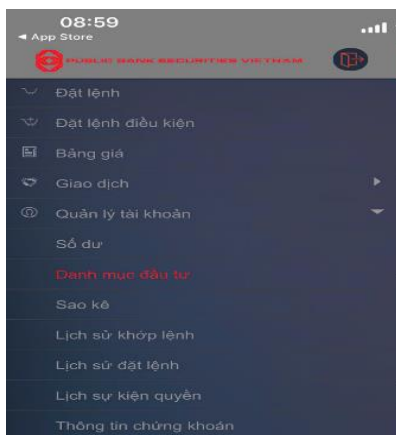 08:59
◄ App Store
PUBLIC BANK SECURITIES VIETNAM
Đặt lệnh
Đặt lệnh điều kiện
Bảng giá
Giao dịch
Quản lý tài khoản
Số dư
Danh mục đầu tư
Sao kê
Lịch sử khớp lệnh
Lịch sử đặt lệnh
Lịch sự kiện quyền
Thông tin chứng khoán